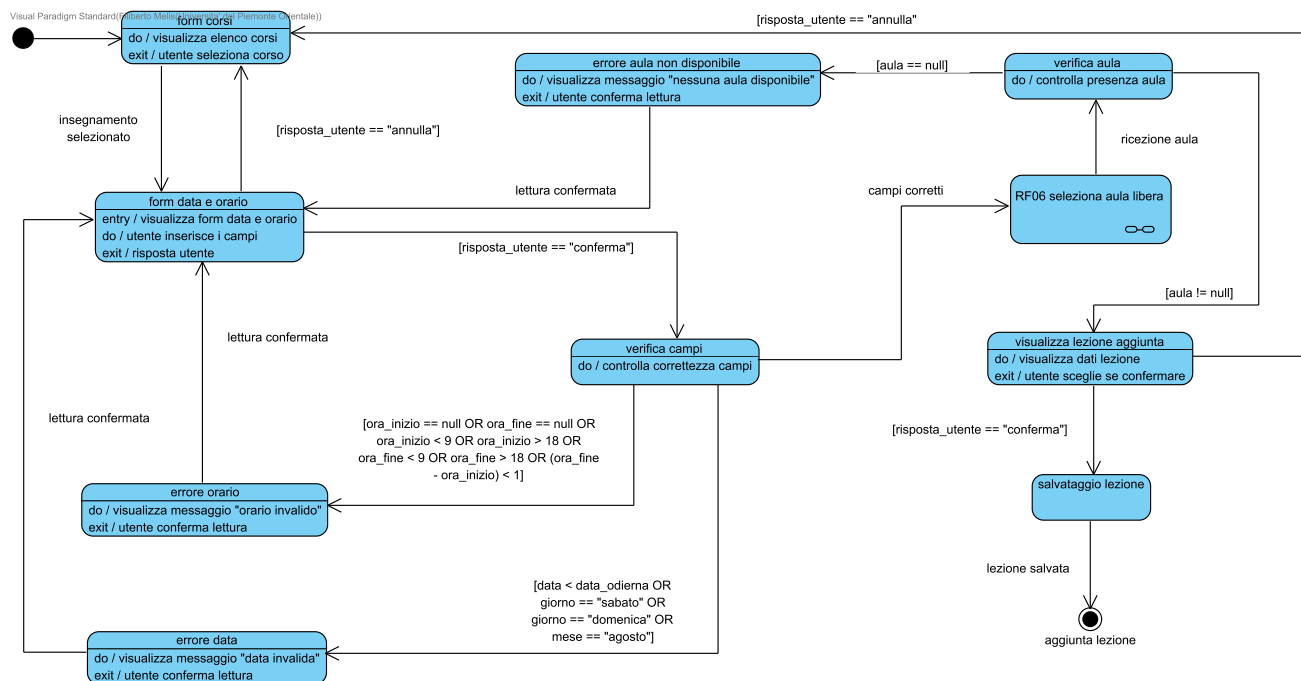 Visual Paradigm Standard(Filiberto Melis(Universita' del Piemonte Orientale))
form corsi
do / visualizza elenco corsi
exit / utente seleziona corso
[risposta_utente == "annulla"
errore aula non disponibile
do / visualizza messaggio "nessuna aula disponibile"
exit / utente conferma lettura
[aula == null]
verifica aula
do / controlla presenza aula
insegnamento
selezionato
[risposta_utente == "annulla"]
ricezione aula
lettura confermata
campi corretti
RF06 seleziona aula libera
form data e orario
entry / visualizza form data e orario
do / utente inserisce i campi
exit / risposta utente
[risposta_utente == "conferma"]
[aula != null]
lettura confermata
verifica campi
do / controlla correttezza campi
visualizza lezione aggiunta
do / visualizza dati lezione
exit / utente sceglie se confermare
lettura confermata
[ora_inizio == null OR ora_fine == null OR
ora_inizio < 9 OR ora_inizio > 18 OR
ora_fine < 9 OR ora_fine > 18 OR (ora_fine
- ora_inizio) < 1]
[risposta_utente == "conferma"]
errore orario
do / visualizza messaggio "orario invalido"
exit / utente conferma lettura
salvataggio lezione
lezione salvata
[data < data_odierna OR
giorno == "sabato" OR
giorno == "domenica" OR
mese == "agosto"]
errore data
do / visualizza messaggio "data invalida"
exit / utente conferma lettura
aggiunta lezione